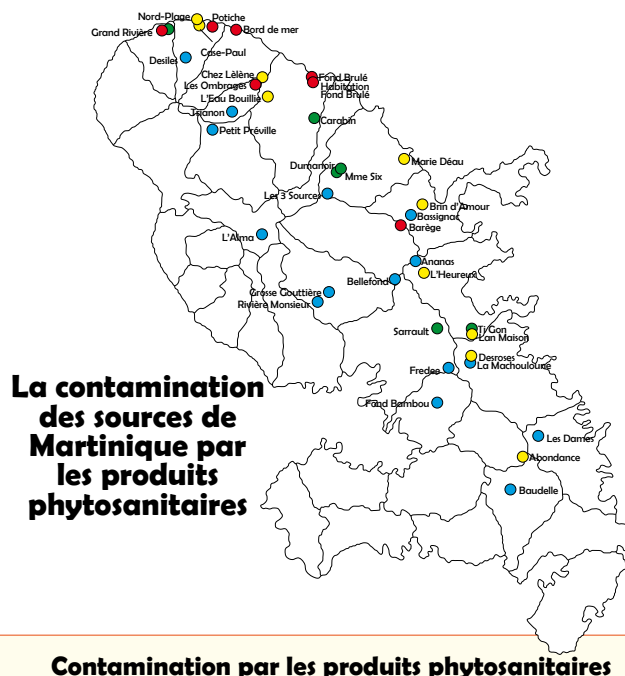 Nord-Plage
Potiche
Grand Rivière
Bord de mer
Case-Paul
Desiles
Chez Lélène
Fond Brulé
Les Ombrages
Habitation
Fond Brulé
L'Eau Bouillie
Trianon
Carabin
Petit Préville
Marie Déau
Dumanoir
Mme Six
Les 3 Sources
Brin d'Amour
Bassignac
Barège
L'Alma
Ananas
L'Heureux
Bellefond
Grosse Gouttière
Rivière Monsieur
Sarrault
Ti Gon
Lan Maison
Desroses
La Machouloune
Fredee
La contamination
des sources de
Martinique par
les produits
phytosanitaires
Fond Bambou
Les Dames
Abondance
Baudelle
Contamination par les produits phytosanitaires